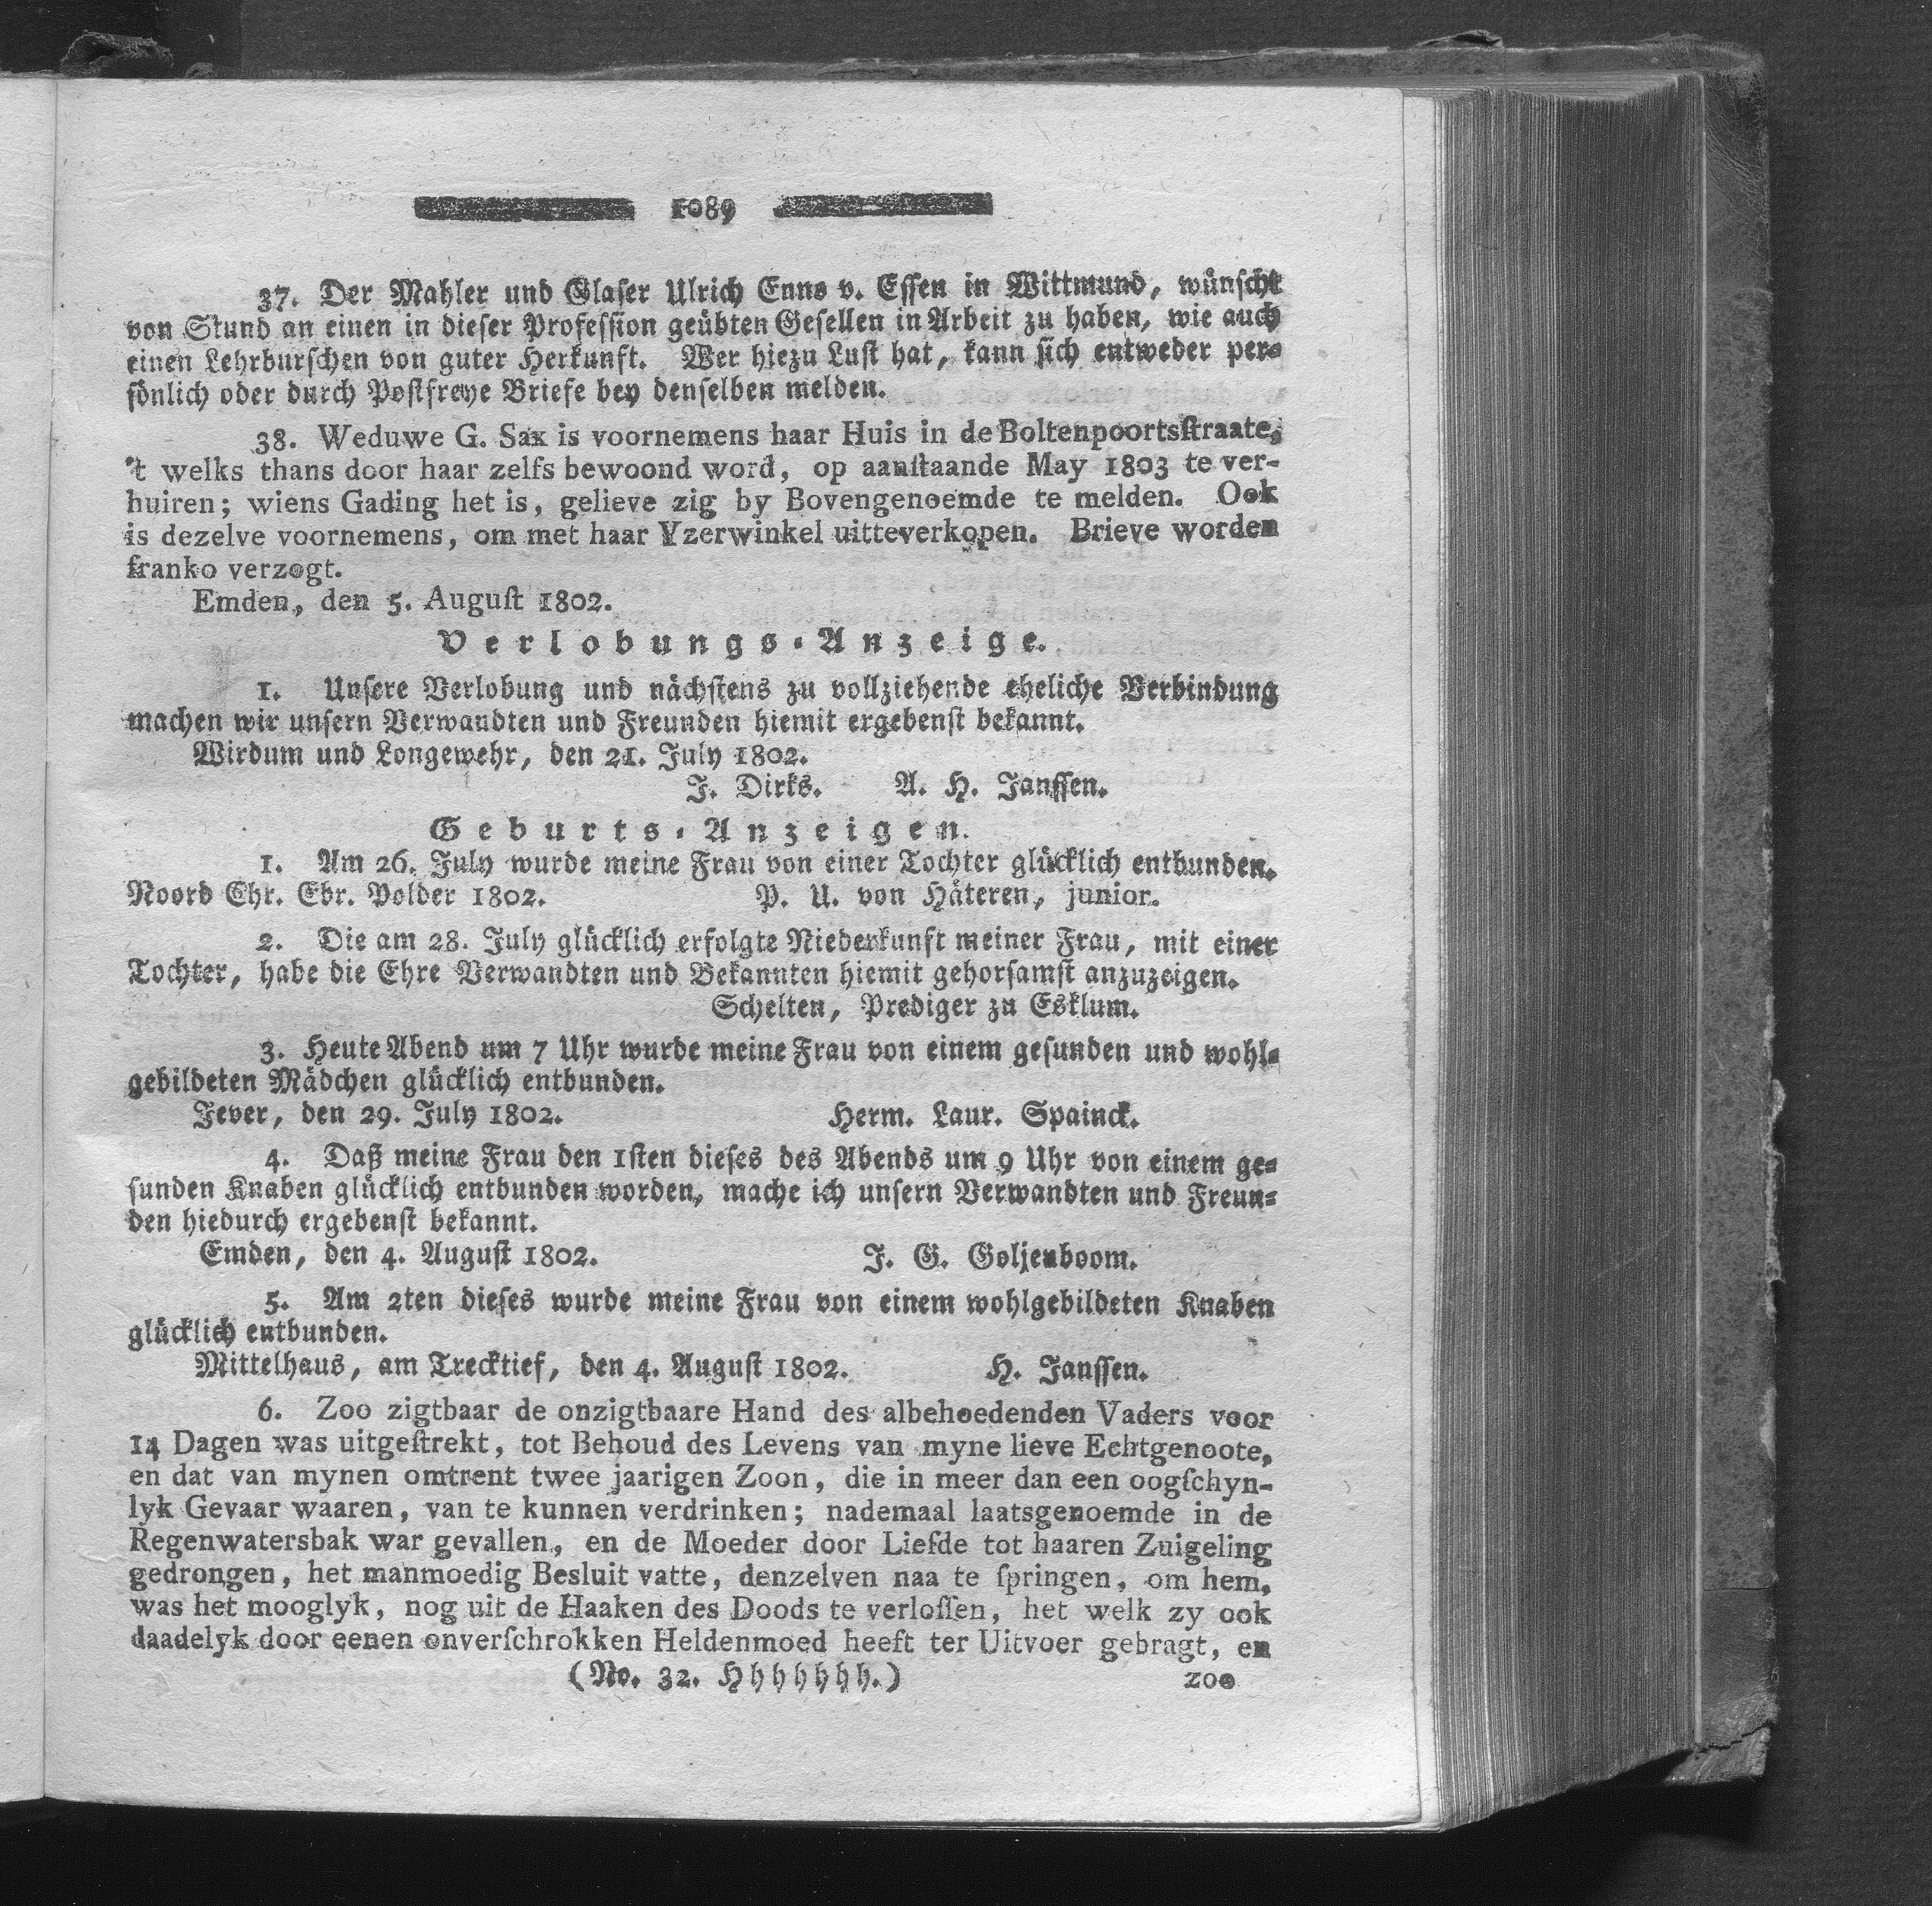 1089
37. Der Mahler und Glaser Ulrich Enno v. Essen in Wittmund, wünscht
von Stund an einen in dieser Profession geübten Gesellen in Arbeit zu haben, wie auch
einen Lehrburschen von guter Herkunft. Wer hiezu Lust hat, kann sich entweder per-
sönlich oder durch Postfreye Briefe bey denselben melden.
38. Weduwe G. Sax is voornemens haar Huis in de Boltenpoortsſtraate,
't welks thans door haar zelfs bewoond word, op aanſtaande May 1803 te ver-
huiren; wiens Gading het is, gelieve zig by Bovengenoemde te melden. Ook
is dezelve voornemens, om met haar Yzerwinkel uitteverkopen. Brieve worden
franko verzogt.
Emden, den 5. Auguſt 1802.
Verlobungs-Anzeige.
1. Unsere Verlobung und nächstens zu vollziehende eheliche Verbindung
machen wir unsern Verwandten und Freunden hiemit ergebenst bekannt.
Wirdum und Longewehr, den 21. July 1802.
J. Dirks. A. H. Janssen.
Geburts-Anzeigen.
1. Am 26. July wurde meine Frau von einer Tochter glücklich entbunden.
Noord Chr. Ebr. Polder 1802. P. U. von Häteren, junior.
2. Die am 28. July glücklich erfolgte Niederkunft meiner Frau, mit einer
Tochter, habe die Ehre Verwandten und Bekannten hiemit gehorsamst anzuzeigen.
Schelten, Prediger zu Esklum.
3. Heute Abend um 7 Uhr wurde meine Frau von einem gesunden und wohl-
gebildeten Mädchen glücklich entbunden.
Jever, den 29. July 1802. Herm. Laur. Spainck.
4. Daß meine Frau den 1sten dieses des Abends um 9 Uhr von einem ge-
sunden Knaben glücklich entbunden worden, mache ich unsern Verwandten und Freun-
den hiedurch ergebenst bekannt.
Emden, den 4. August 1802. J. G. Goljenboom.
5. Am 2ten dieses wurde meine Frau von einem wohlgebildeten Knaben
glücklich entbunden.
Mittelhaus, am Trecktief, den 4. August 1802. H. Janssen.
6. Zoo zigtbaar de onzigtbaare Hand des albehoedenden Vaders voor
14 Dagen was uitgeſtrekt, tot Behoud des Levens van myne lieve Echtgenoote,
en dat van mynen omtrent twee jaarigen Zoon, die in meer dan een oogſchyn-
lyk Gevaar waaren, van te kunnen verdrinken; nademaal laatsgenoemde in de
Regenwatersbak war gevallen, en de Moeder door Liefde tot haaren Zuigeling
gedrongen, het manmoedig Besluit vatte, denzelven naa te ſpringen, om hem,
was het mooglyk, nog uit de Haaken des Doods te verloſſen, het welk zy ook
daadelyk door eenen onverſchrokken Heldenmoed heeft ter Uitvoer gebragt, en
(No. 32. Hhhhhhh.) zoo